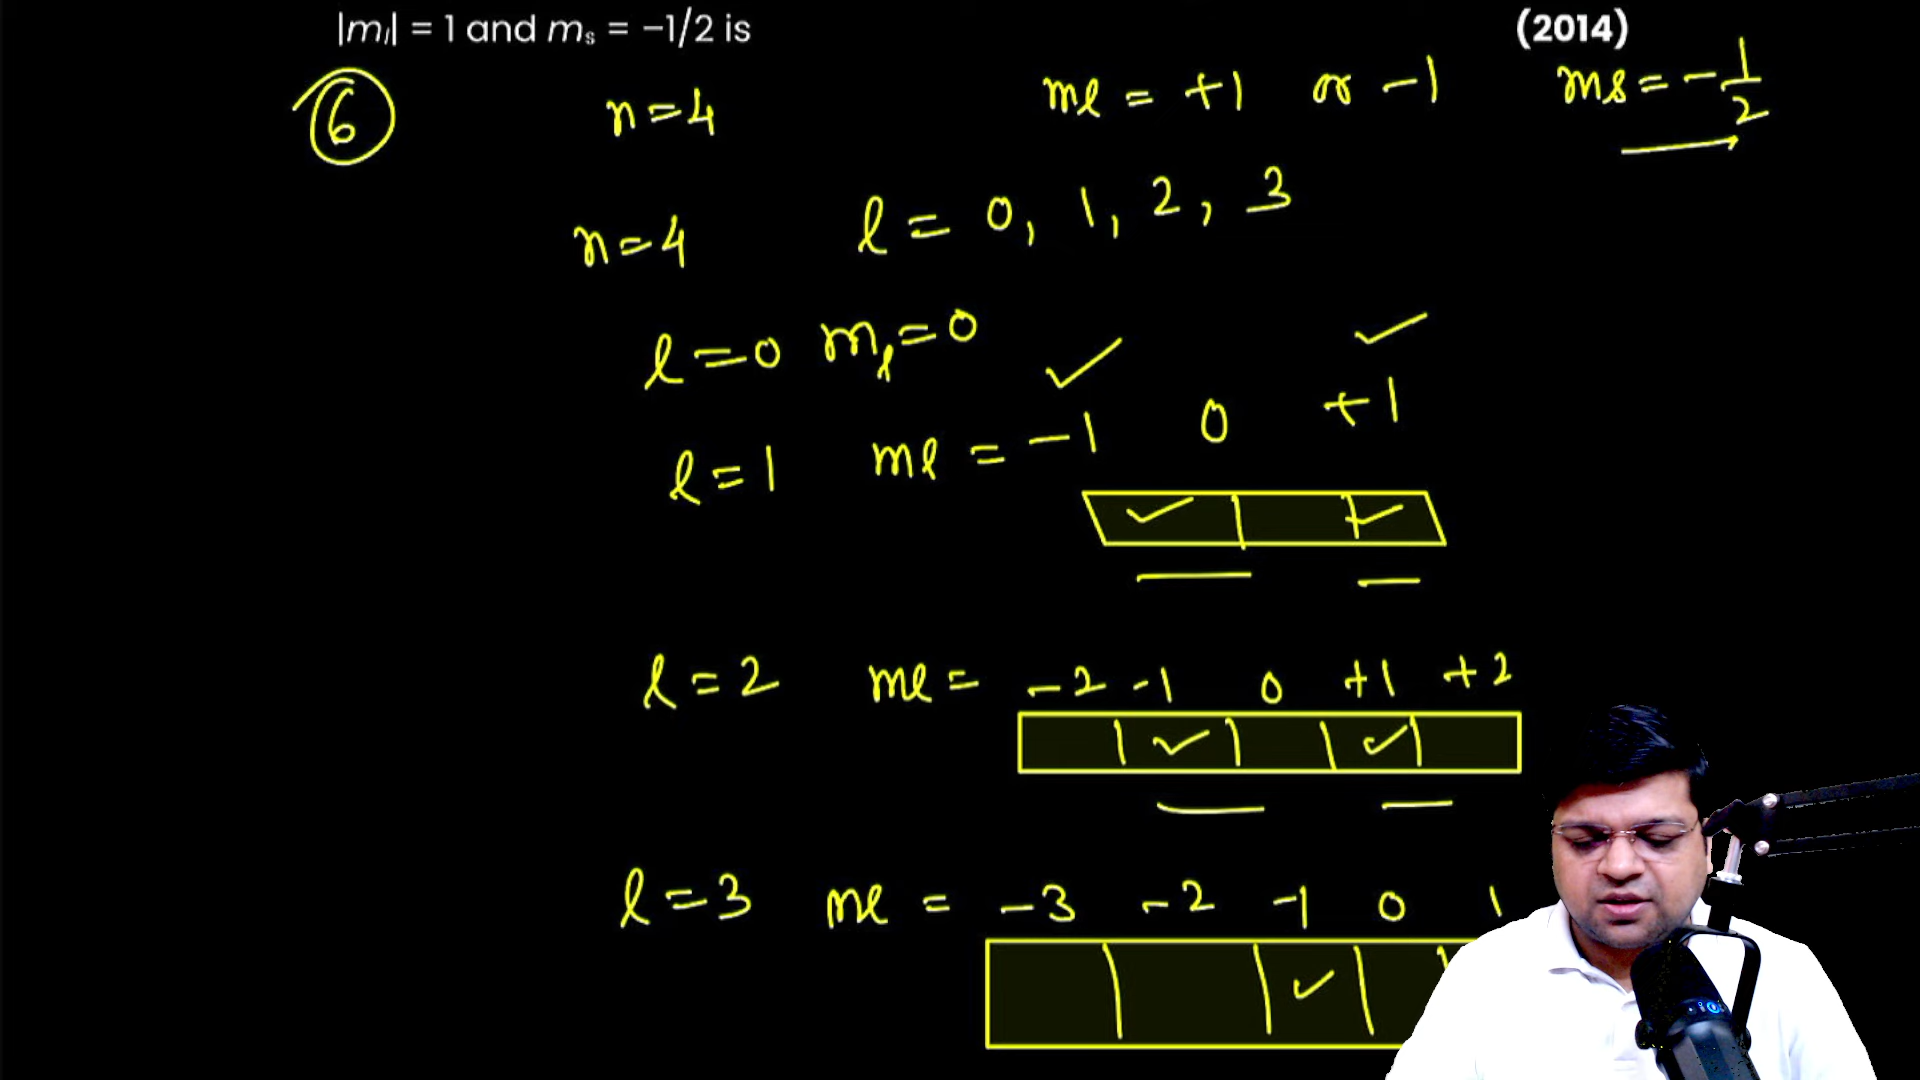 |mₗ| = 1 and mₛ = –1/2 is (2014)
6 n=4 mℓ = +1 or -1 ms = -1/2
n=4 ℓ = 0, 1, 2, 3
ℓ=0 mℓ=0
ℓ=1 mℓ = -1 0 +1
ℓ=2 mℓ = -2 -1 0 +1 +2
ℓ=3 mℓ = -3 -2 -1 0 1